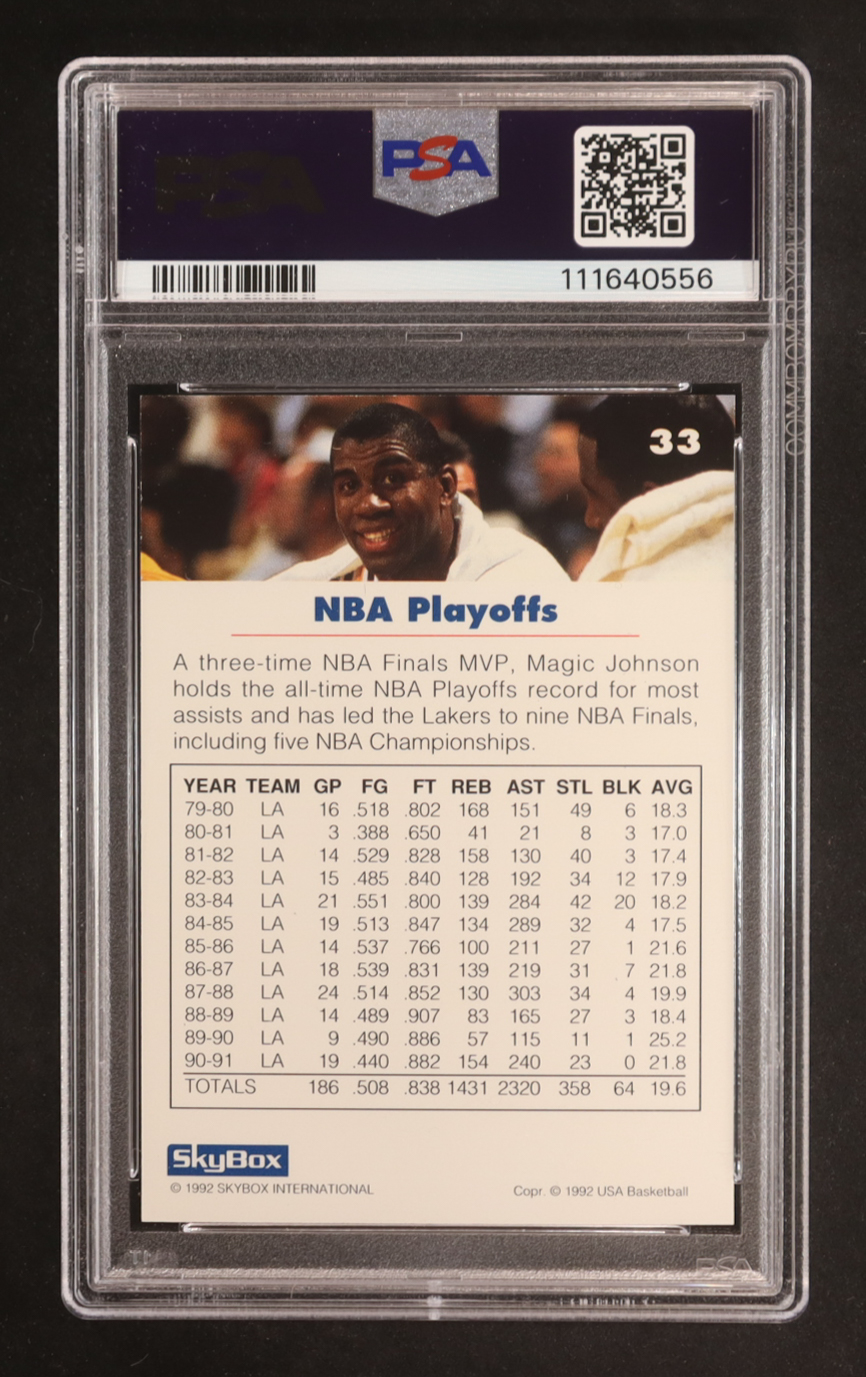 PSA
111640556
33
NBA Playoffs
A three-time NBA Finals MVP, Magic Johnson
holds the all-time NBA Playoffs record for most
assists and has led the Lakers to nine NBA Finals,
including five NBA Championships.
YEAR TEAM GP FG FT REB AST STL BLK AVG
79-80 LA 16 .518 .802 168 151 49 6 18.3
80-81 LA 3 .388 .650 41 21 8 3 17.0
81-82 LA 14 .529 .828 158 130 40 3 17.4
82-83 LA 15 .485 .840 128 192 34 12 17.9
83-84 LA 21 .551 .800 139 284 42 20 18.2
84-85 LA 19 .513 .847 134 289 32 4 17.5
85-86 LA 14 .537 .766 100 211 27 1 21.6
86-87 LA 18 .539 .831 139 219 31 7 21.8
87-88 LA 24 .514 .852 130 303 34 4 19.9
88-89 LA 14 .489 .907 83 165 27 3 18.4
89-90 LA 9 .490 .886 57 115 11 1 25.2
90-91 LA 19 .440 .882 154 240 23 0 21.8
TOTALS 186 .508 .838 1431 2320 358 64 19.6
SkyBox
© 1992 SKYBOX INTERNATIONAL
Copr. © 1992 USA Basketball
PSA